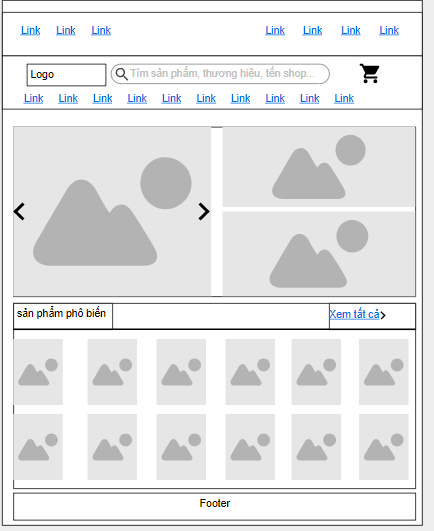 Link Link Link Link Link Link Link
Logo
Tìm sản phẩm, thương hiệu, tến shop...
Link Link Link Link Link Link Link Link Link Link
sản phẩm phô biến
Xem tất cả
Footer